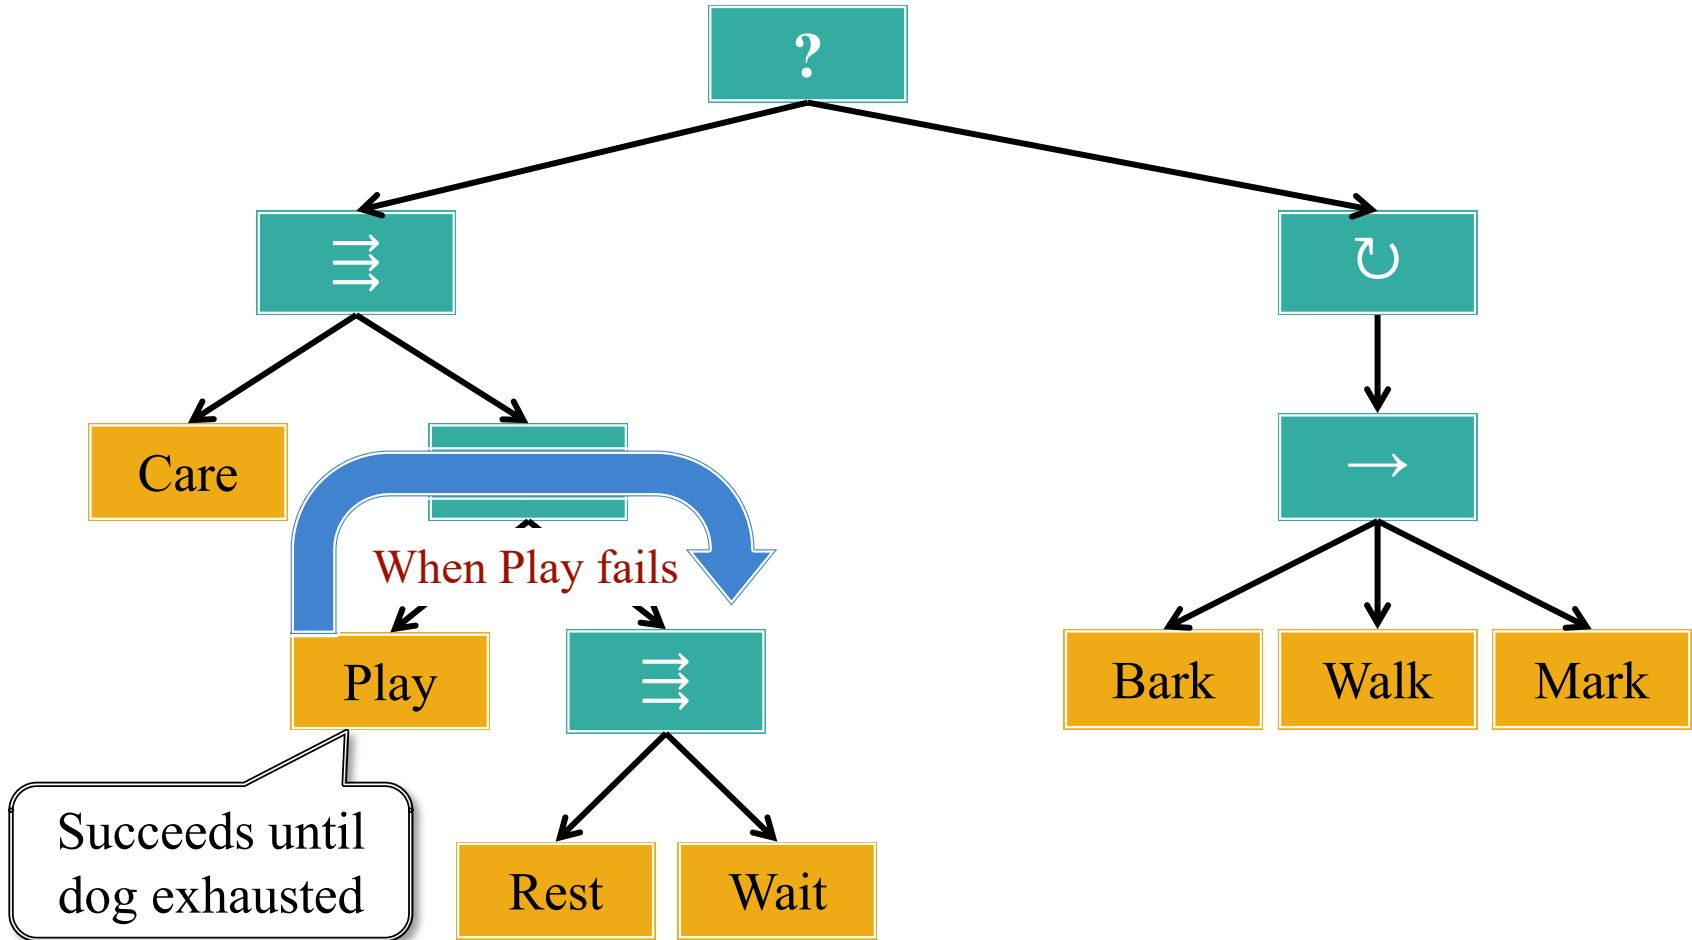 ?
⇶
↻
Care
→
When Play fails
Play
⇶
Bark
Walk
Mark
Succeeds until
dog exhausted
Rest
Wait